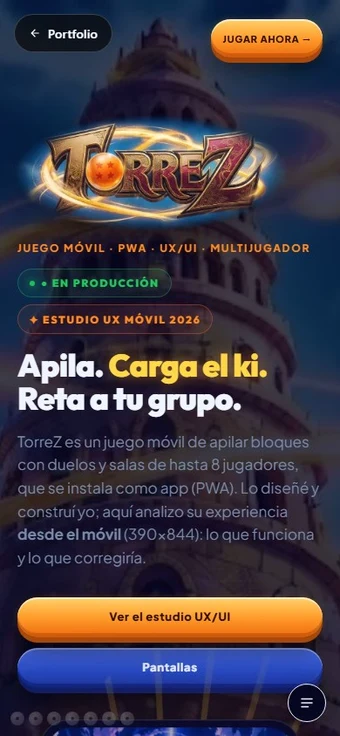 ← Portfolio
JUGAR AHORA →
TORREZ
JUEGO MÓVIL · PWA · UX/UI · MULTIJUGADOR
● EN PRODUCCIÓN
✦ ESTUDIO UX MÓVIL 2026
Apila. Carga el ki.
Reta a tu grupo.
TorreZ es un juego móvil de apilar bloques
con duelos y salas de hasta 8 jugadores,
que se instala como app (PWA). Lo diseñé y
construí yo; aquí analizo su experiencia
desde el móvil (390×844): lo que funciona
y lo que corregiría.
Ver el estudio UX/UI
Pantallas